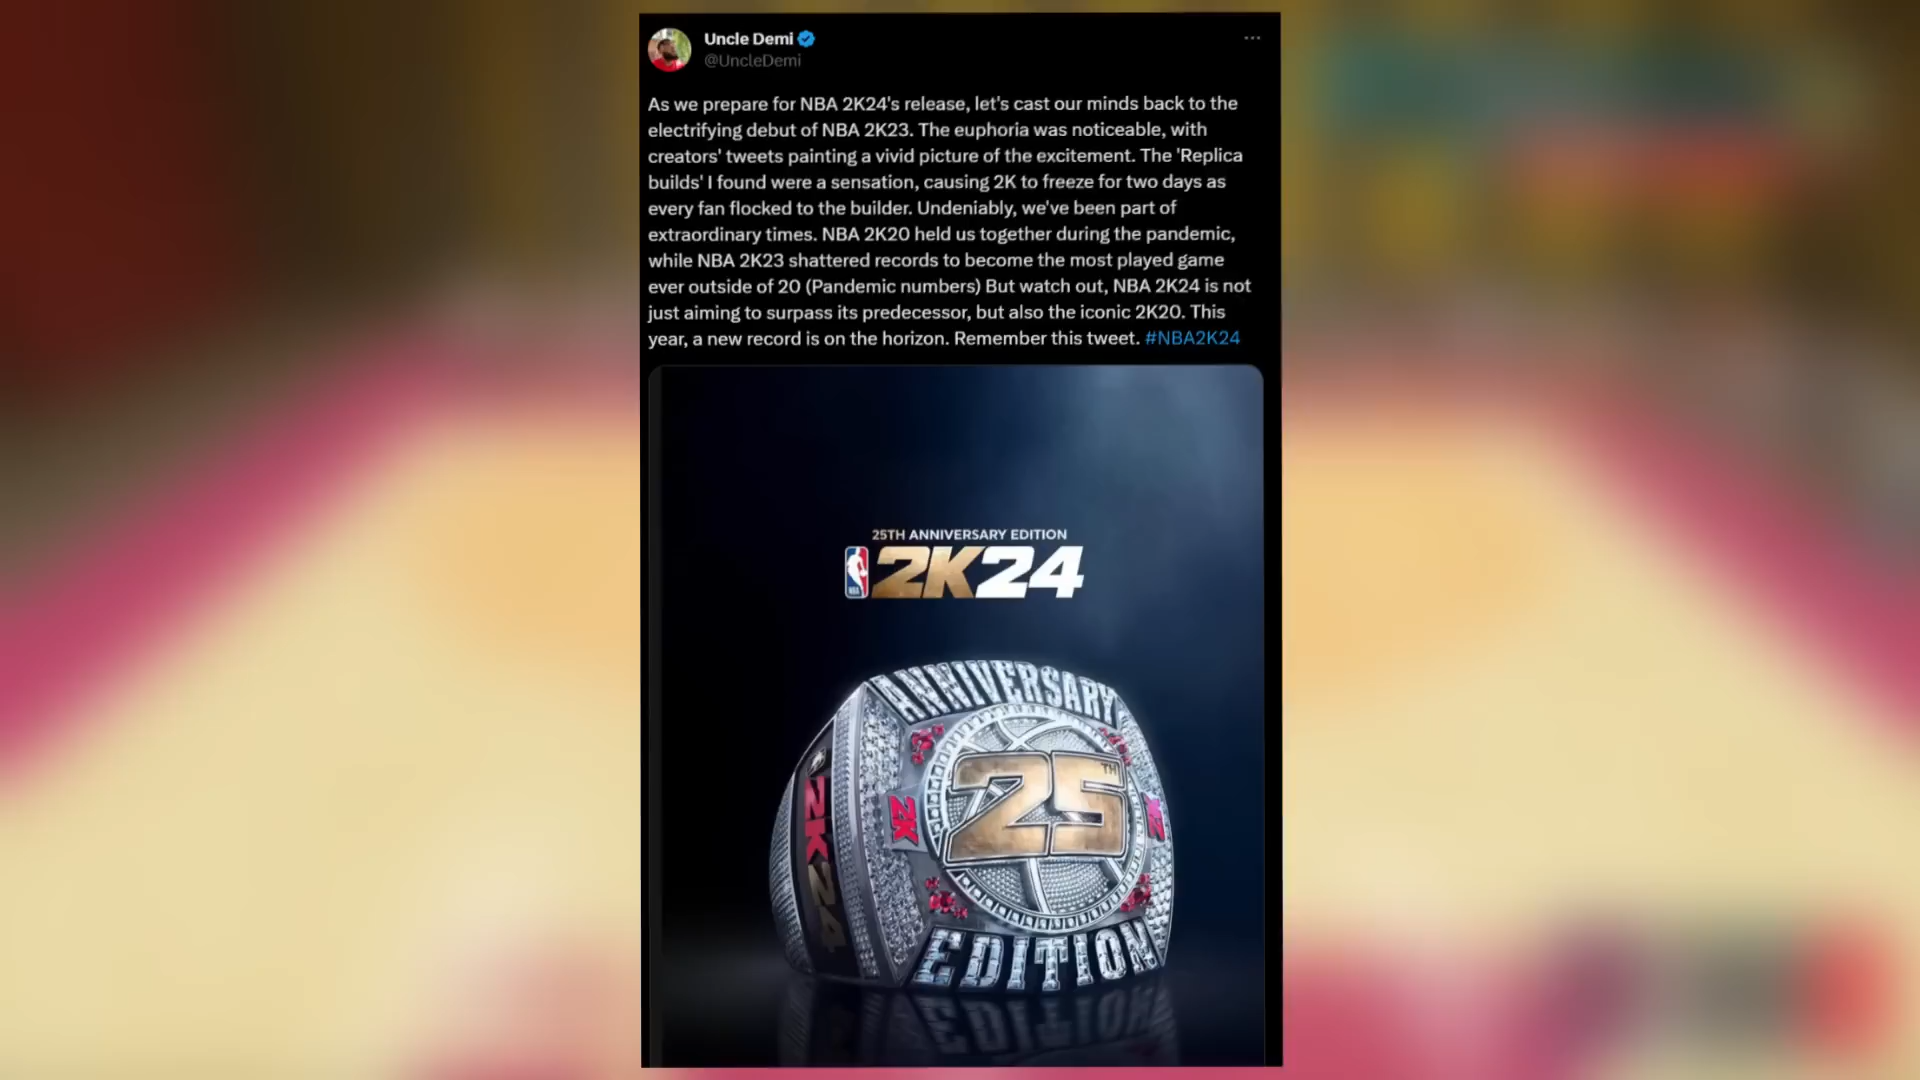 Uncle Demi
@UncleDemi
As we prepare for NBA 2K24's release, let's cast our minds back to the
electrifying debut of NBA 2K23. The euphoria was noticeable, with
creators' tweets painting a vivid picture of the excitement. The 'Replica
builds' I found were a sensation, causing 2K to freeze for two days as
every fan flocked to the builder. Undeniably, we've been part of
extraordinary times. NBA 2K20 held us together during the pandemic,
while NBA 2K23 shattered records to become the most played game
ever outside of 20 (Pandemic numbers) But watch out, NBA 2K24 is not
just aiming to surpass its predecessor, but also the iconic 2K20. This
year, a new record is on the horizon. Remember this tweet. #NBA2K24
25TH ANNIVERSARY EDITION
NBA 2K24
ANNIVERSARY
25TH
2K
2K
2K24
EDITION